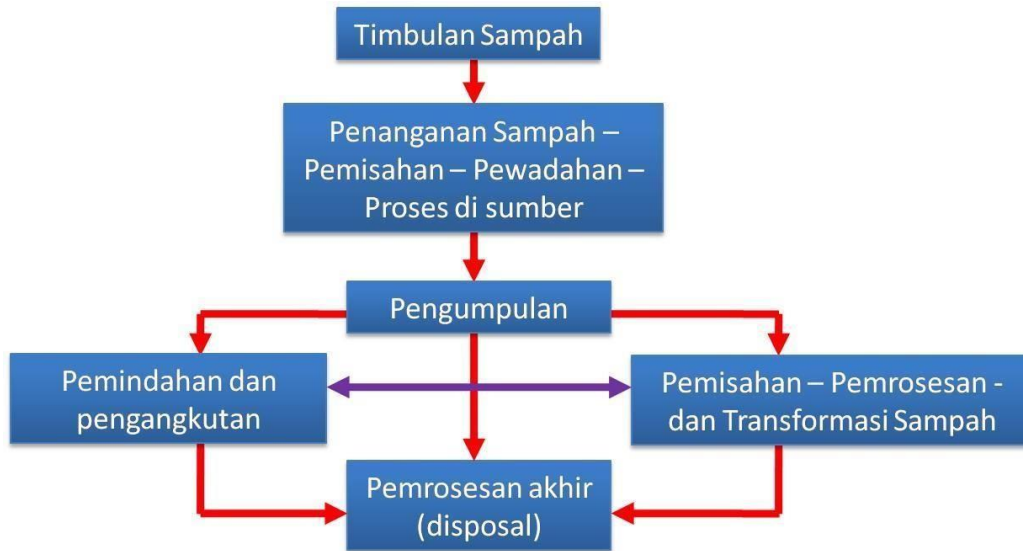 Timbulan Sampah
Penanganan Sampah –
Pemisahan – Pewadahan –
Proses di sumber
Pengumpulan
Pemindahan dan
pengangkutan
Pemisahan – Pemrosesan -
dan Transformasi Sampah
Pemrosesan akhir
(disposal)